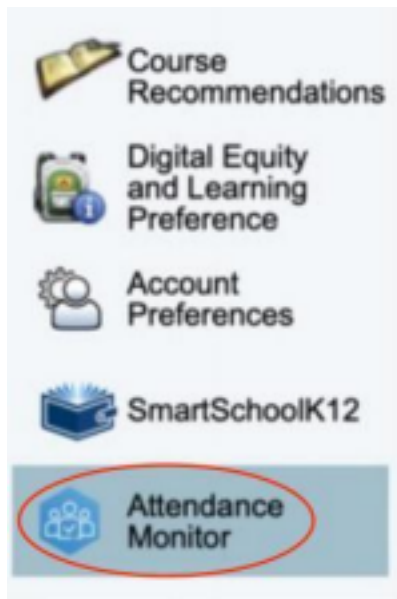 Course
Recommendations
Digital Equity
and Learning
Preference
Account
Preferences
SmartSchoolK12
Attendance
Monitor